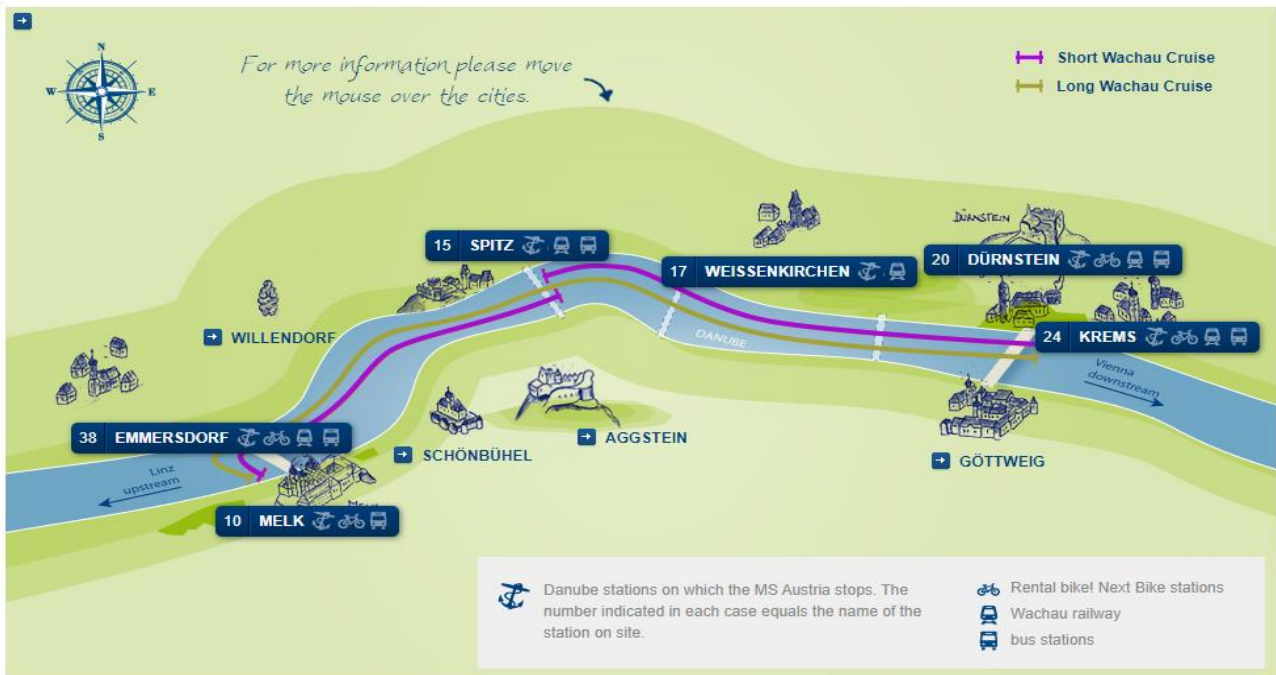 N
W
E
S
For more information please move
the mouse over the cities.
Short Wachau Cruise
Long Wachau Cruise
DÜRNSTEIN
15 SPITZ
17 WEISSENKIRCHEN
20 DÜRNSTEIN
WILLENDORF
DANUBE
24 KREMS
Vienna
downstream
38 EMMERSDORF
SCHÖNBÜHEL
AGGSTEIN
GÖTTWEIG
Linz
upstream
10 MELK
Danube stations on which the MS Austria stops. The
number indicated in each case equals the name of the
station on site.
Rental bike! Next Bike stations
Wachau railway
bus stations